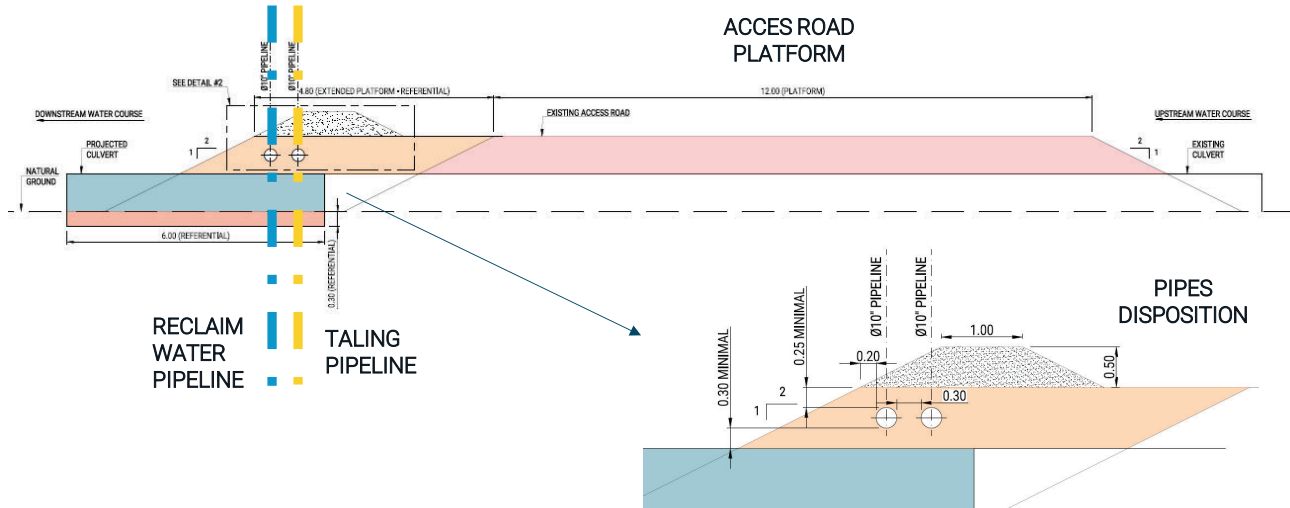 ACCES ROAD
PLATFORM
Ø10" PIPELINE
Ø10" PIPELINE
SEE DETAIL #2
4.80 (EXTENDED PLATFORM - REFERENTIAL)
12.00 (PLATFORM)
DOWNSTREAM WATER COURSE
EXISTING ACCESS ROAD
UPSTREAM WATER COURSE
2
1
PROJECTED
CULVERT
2
1
EXISTING
CULVERT
NATURAL
GROUND
6.00 (REFERENTIAL)
0.30 (REFERENTIAL)
RECLAIM
WATER
PIPELINE
TALING
PIPELINE
PIPES
DISPOSITION
Ø10" PIPELINE
Ø10" PIPELINE
0.25 MINIMAL
0.30 MINIMAL
1.00
0.20
0.50
2
1
0.30